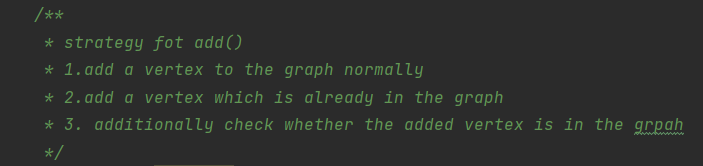 /**
* strategy fot add()
* 1.add a vertex to the graph normally
* 2.add a vertex which is already in the graph
* 3. additionally check whether the added vertex is in the grpah
*/